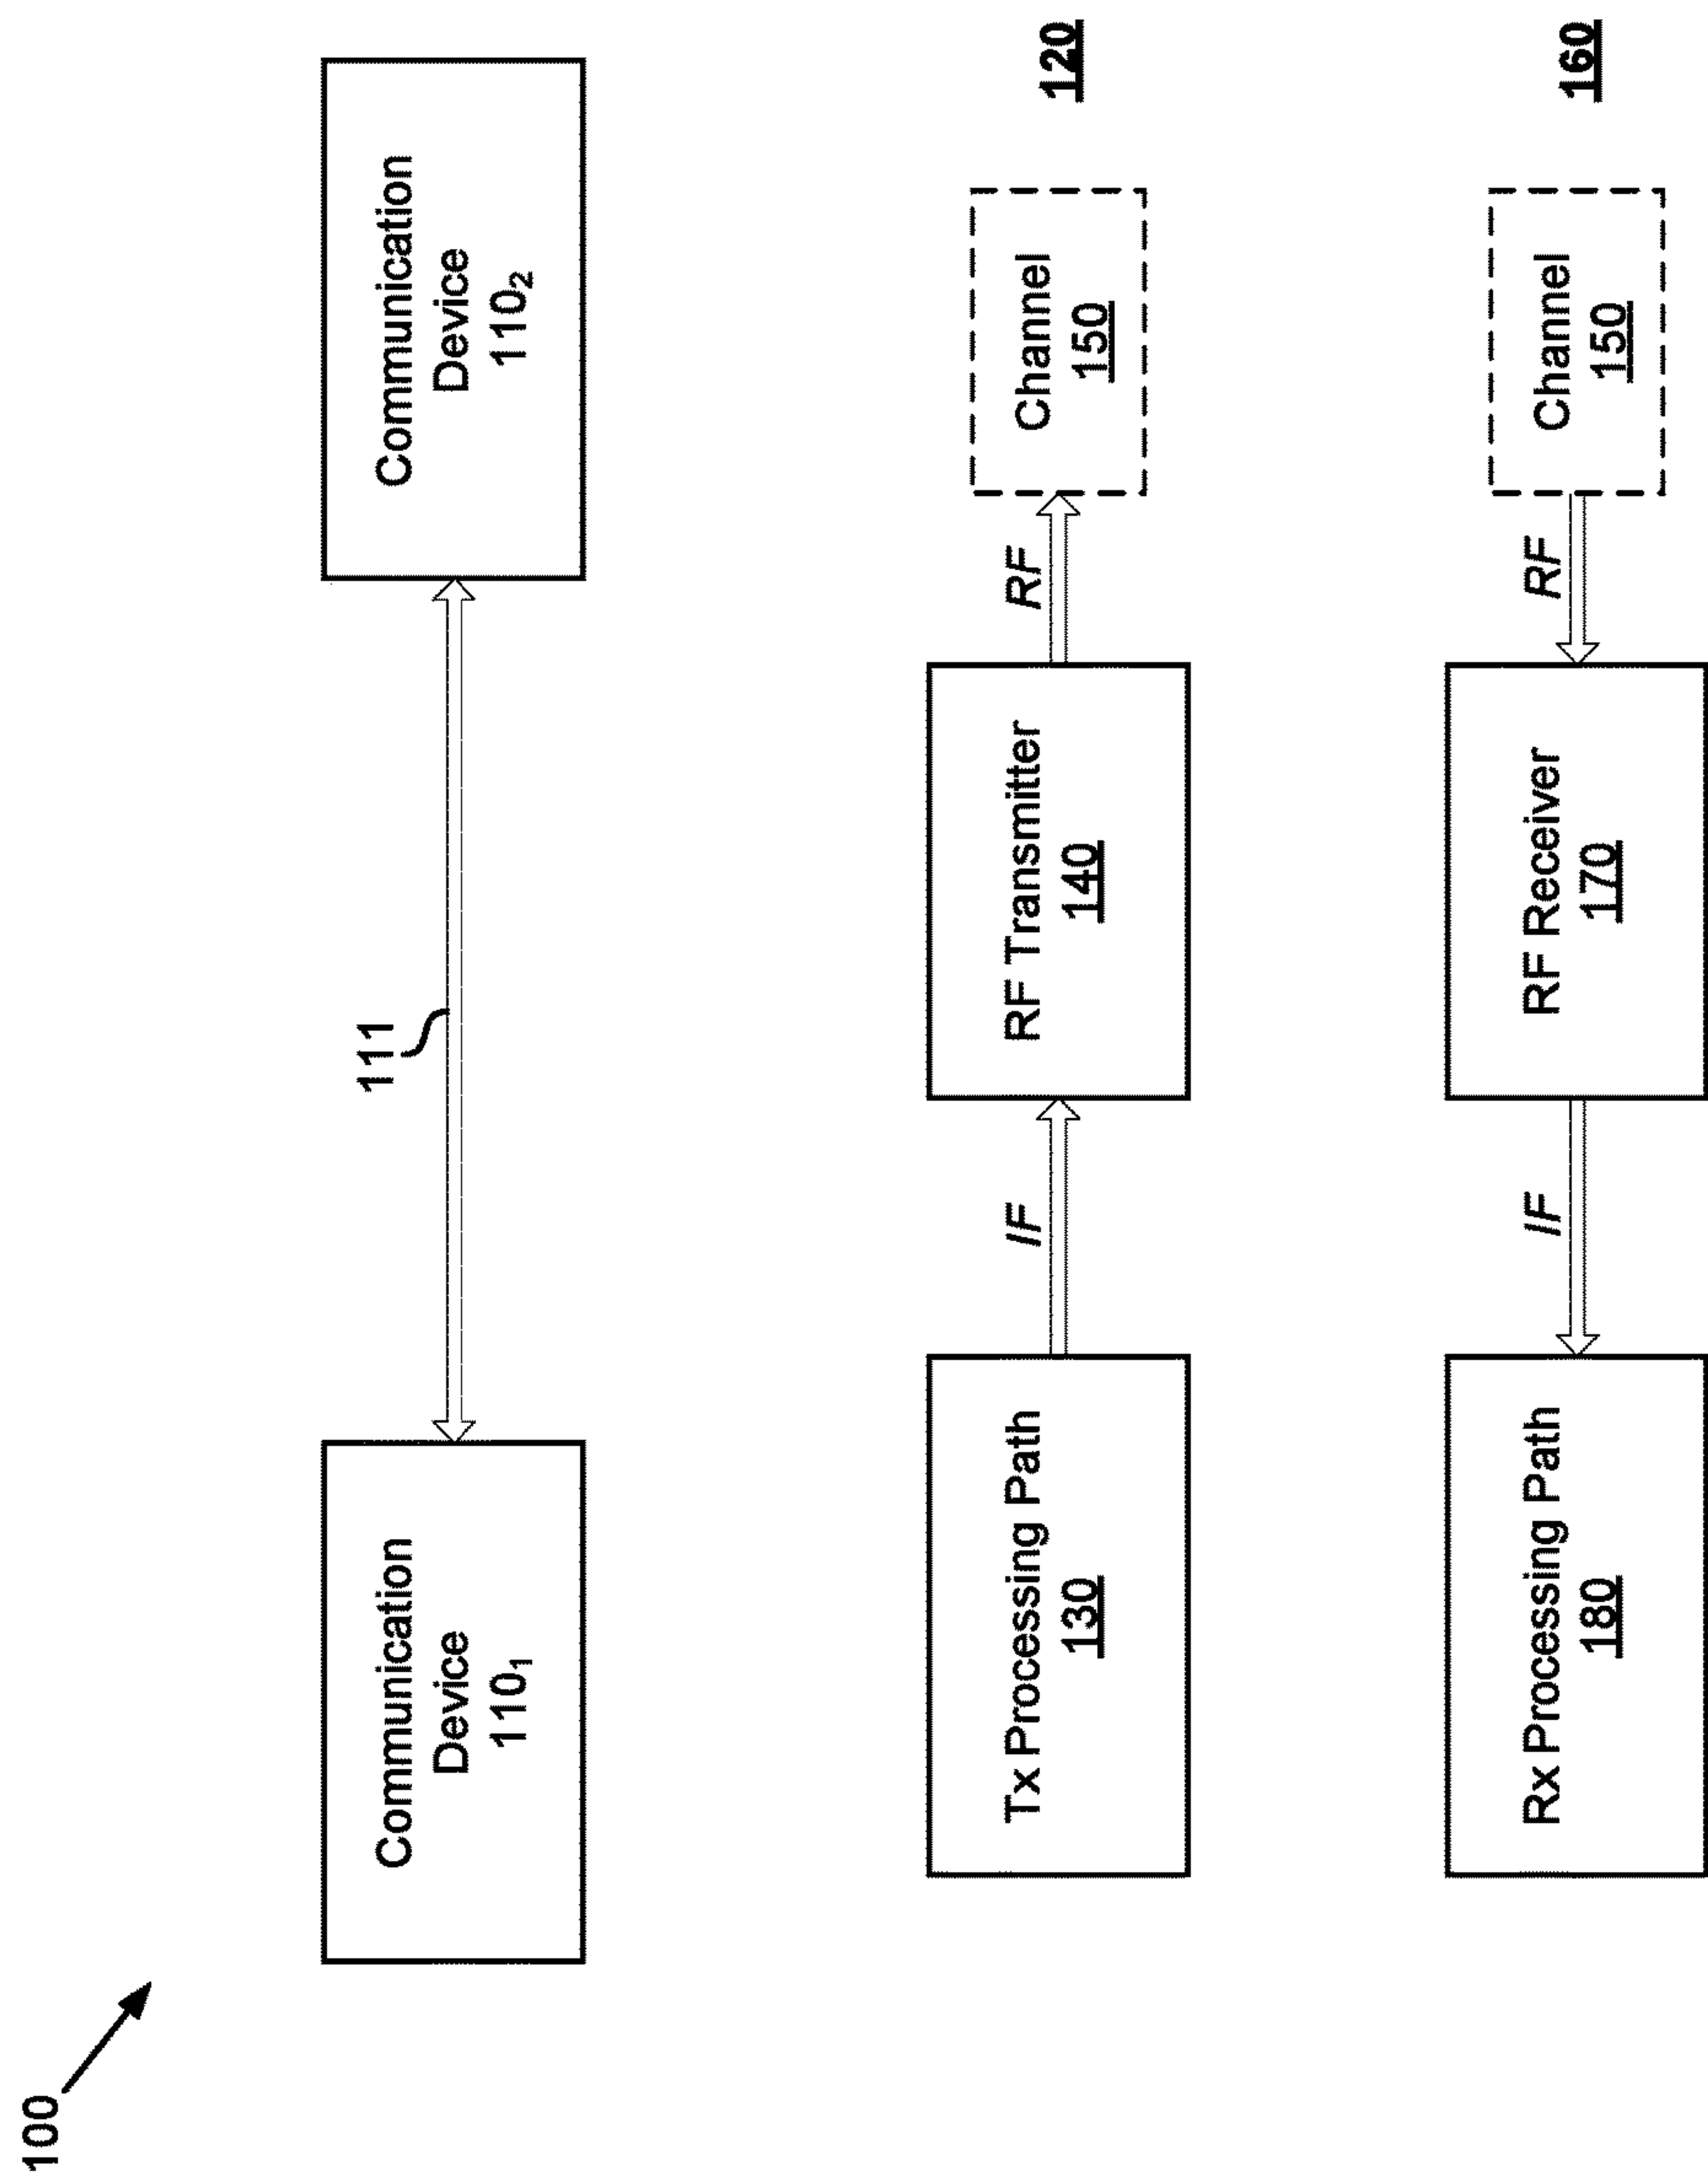 100
Communication
Device
110₁
111
Communication
Device
110₂
Tx Processing Path
130
IF
RF Transmitter
140
RF
Channel
150
120
Rx Processing Path
180
IF
RF Receiver
170
RF
Channel
150
160